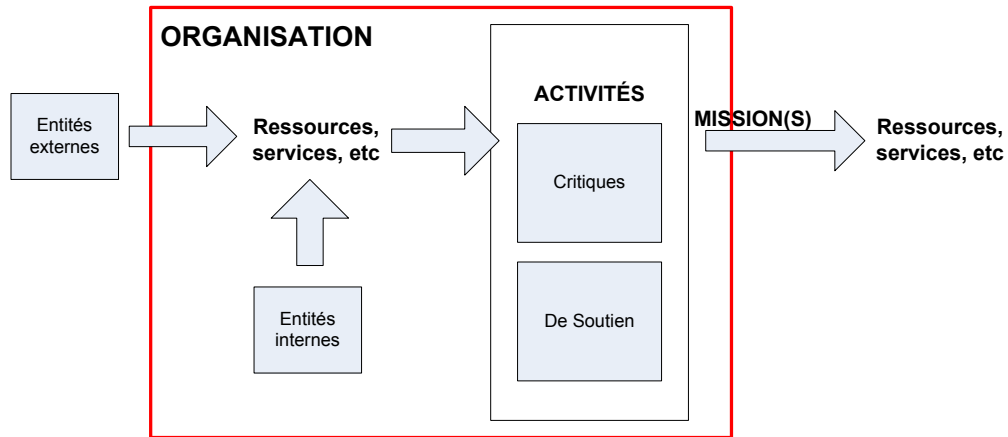 ORGANISATION
Entités
externes
Ressources,
services, etc
Entités
internes
ACTIVITÉS
Critiques
De Soutien
MISSION(S)
Ressources,
services, etc